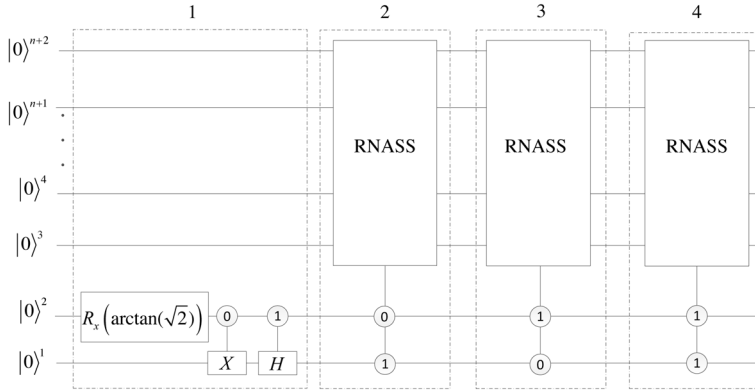 1 2 3 4
|0⟩^{n+2}
|0⟩^{n+1}
RNASS RNASS RNASS
|0⟩^4
|0⟩^3
|0⟩^2 R_x(arctan(√2)) 0 1 0 1 1
|0⟩^1 X H 1 0 1